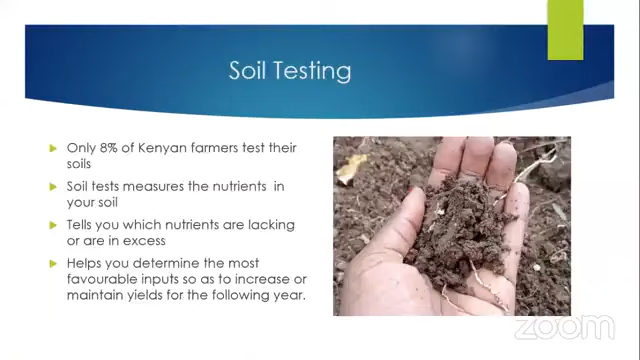 Soil Testing
Only 8% of Kenyan farmers test their
soils
Soil tests measures the nutrients in
your soil
Tells you which nutrients are lacking
or are in excess
Helps you determine the most
favourable inputs so as to increase or
maintain yields for the following year.
zoom